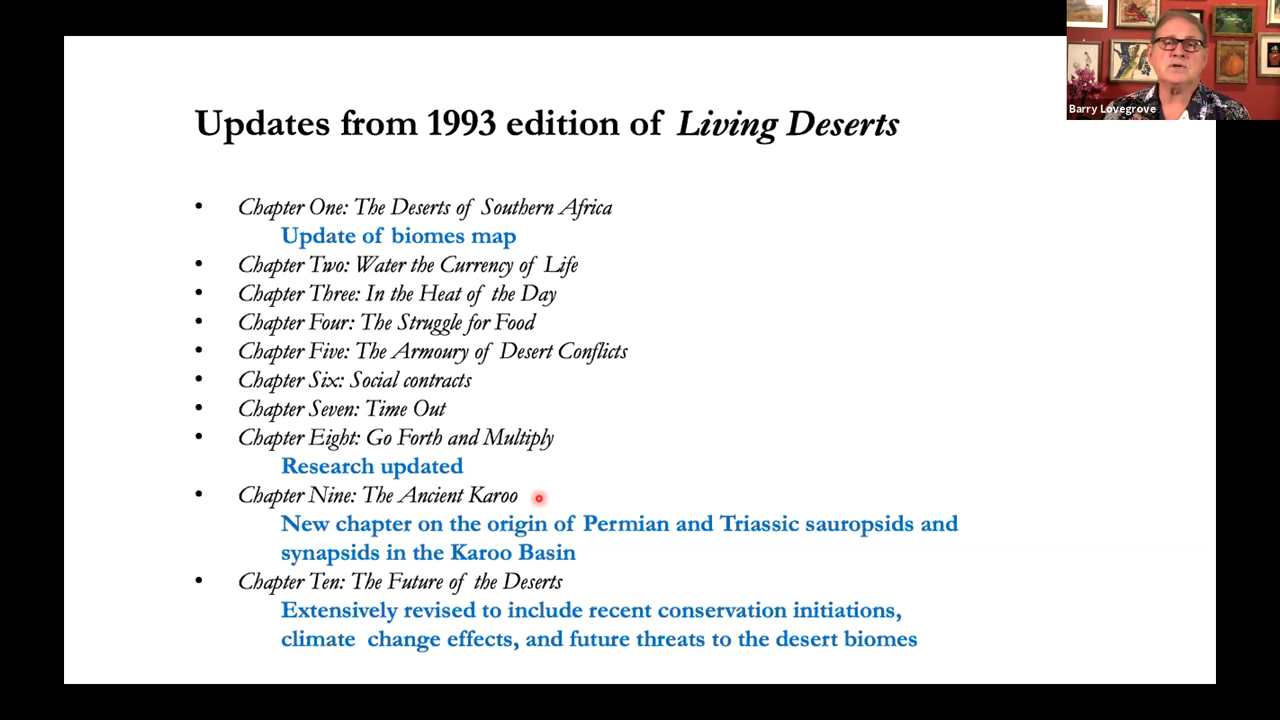 Barry Lovegrove
Updates from 1993 edition of Living Deserts
• Chapter One: The Deserts of Southern Africa
Update of biomes map
• Chapter Two: Water the Currency of Life
• Chapter Three: In the Heat of the Day
• Chapter Four: The Struggle for Food
• Chapter Five: The Armoury of Desert Conflicts
• Chapter Six: Social contracts
• Chapter Seven: Time Out
• Chapter Eight: Go Forth and Multiply
Research updated
• Chapter Nine: The Ancient Karoo
New chapter on the origin of Permian and Triassic sauropsids and
synapsids in the Karoo Basin
• Chapter Ten: The Future of the Deserts
Extensively revised to include recent conservation initiations,
climate change effects, and future threats to the desert biomes